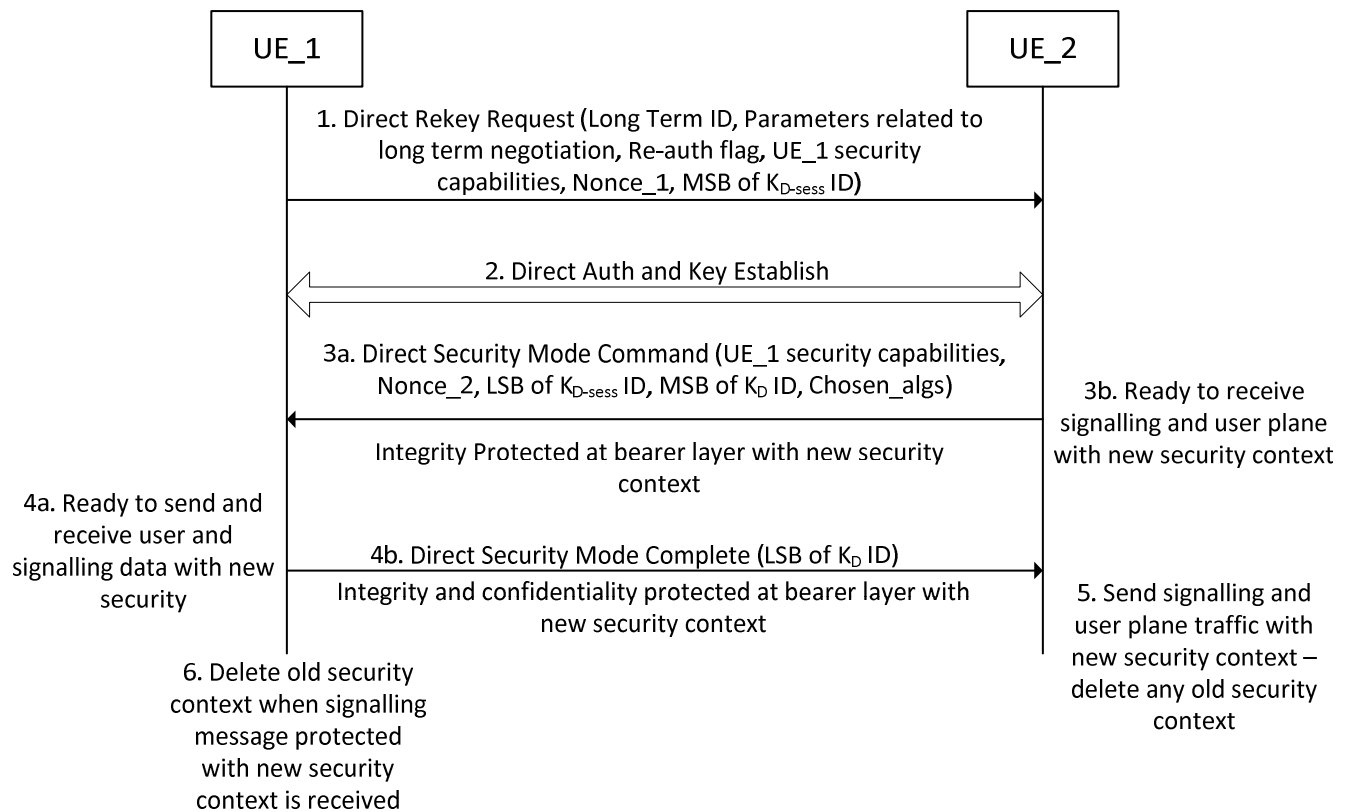 UE_1
UE_2
1. Direct Rekey Request (Long Term ID, Parameters related to
long term negotiation, Re-auth flag, UE_1 security
capabilities, Nonce_1, MSB of KD-sess ID)
2. Direct Auth and Key Establish
3a. Direct Security Mode Command (UE_1 security capabilities,
Nonce_2, LSB of KD-sess ID, MSB of KD ID, Chosen_algs)
Integrity Protected at bearer layer with new security
context
3b. Ready to receive
signalling and user plane
with new security context
4a. Ready to send and
receive user and
signalling data with new
security
4b. Direct Security Mode Complete (LSB of KD ID)
Integrity and confidentiality protected at bearer layer with
new security context
5. Send signalling and
user plane traffic with
new security context –
delete any old security
context
6. Delete old security
context when signalling
message protected
with new security
context is received